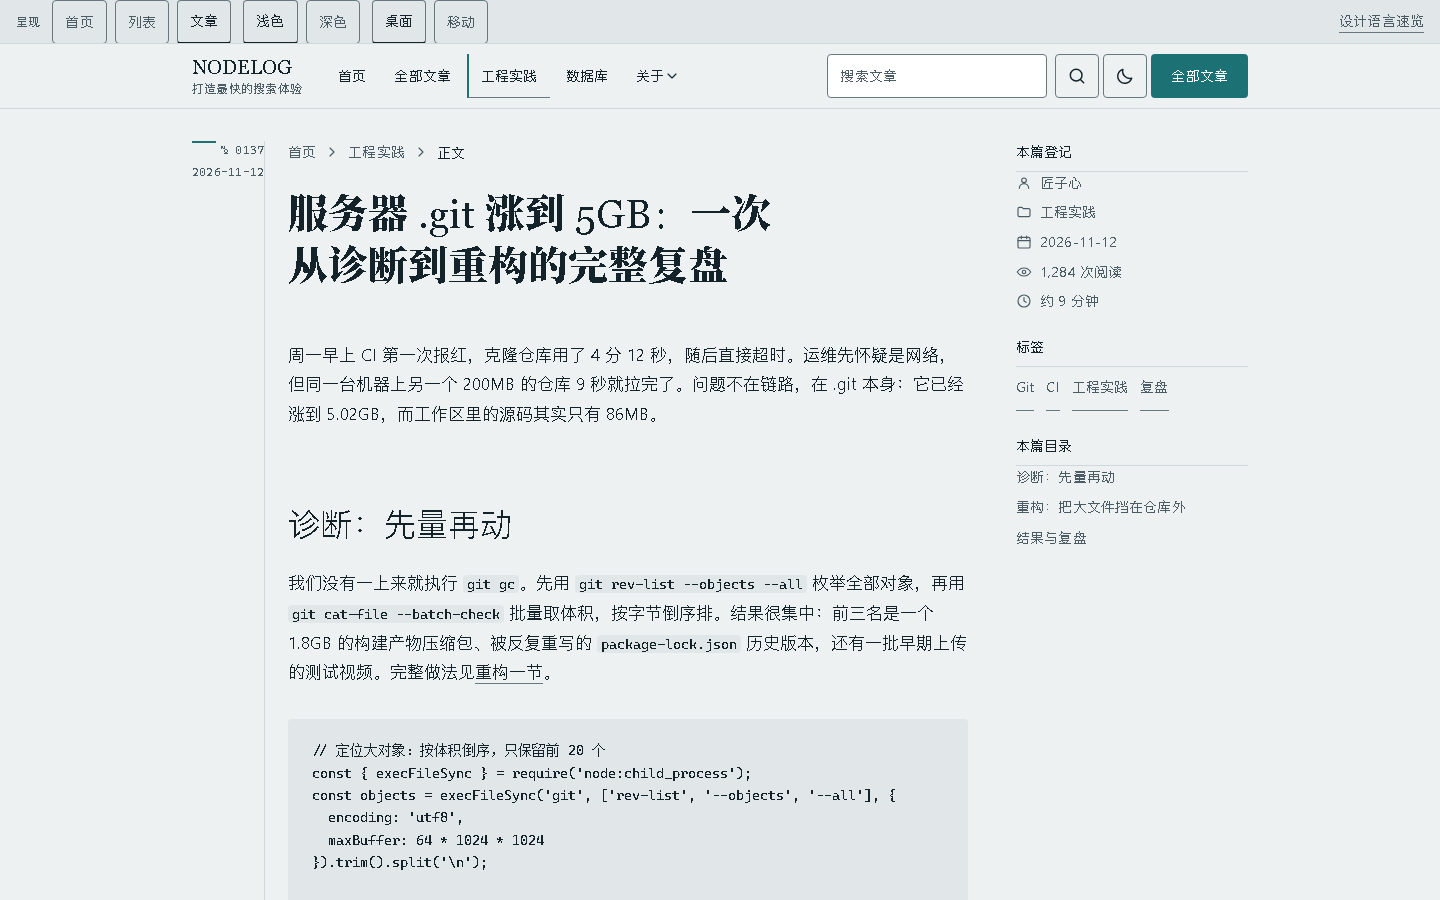 呈现 首页 列表 文章 浅色 深色 桌面 移动 设计语言速览
NODELOG
打造最快的搜索体验
首页 全部文章 工程实践 数据库 关于
搜索文章
全部文章
№ 0137
2026-11-12
首页 > 工程实践 > 正文
服务器 .git 涨到 5GB：一次
从诊断到重构的完整复盘
周一早上 CI 第一次报红，克隆仓库用了 4 分 12 秒，随后直接超时。运维先怀疑是网络，
但同一台机器上另一个 200MB 的仓库 9 秒就拉完了。问题不在链路，在 .git 本身：它已经
涨到 5.02GB，而工作区里的源码其实只有 86MB。
诊断：先量再动
我们没有一上来就执行 git gc。先用 git rev-list --objects --all 枚举全部对象，再用
git cat-file --batch-check 批量取体积，按字节倒序排。结果很集中：前三名是一个
1.8GB 的构建产物压缩包、被反复重写的 package-lock.json 历史版本，还有一批早期上传
的测试视频。完整做法见重构一节。
// 定位大对象：按体积倒序，只保留前 20 个
const { execFileSync } = require('node:child_process');
const objects = execFileSync('git', ['rev-list', '--objects', '--all'], {
  encoding: 'utf8',
  maxBuffer: 64 * 1024 * 1024
}).trim().split('\n');
本篇登记
匠子心
工程实践
2026-11-12
1,284 次阅读
约 9 分钟
标签
Git CI 工程实践 复盘
本篇目录
诊断：先量再动
重构：把大文件挡在仓库外
结果与复盘